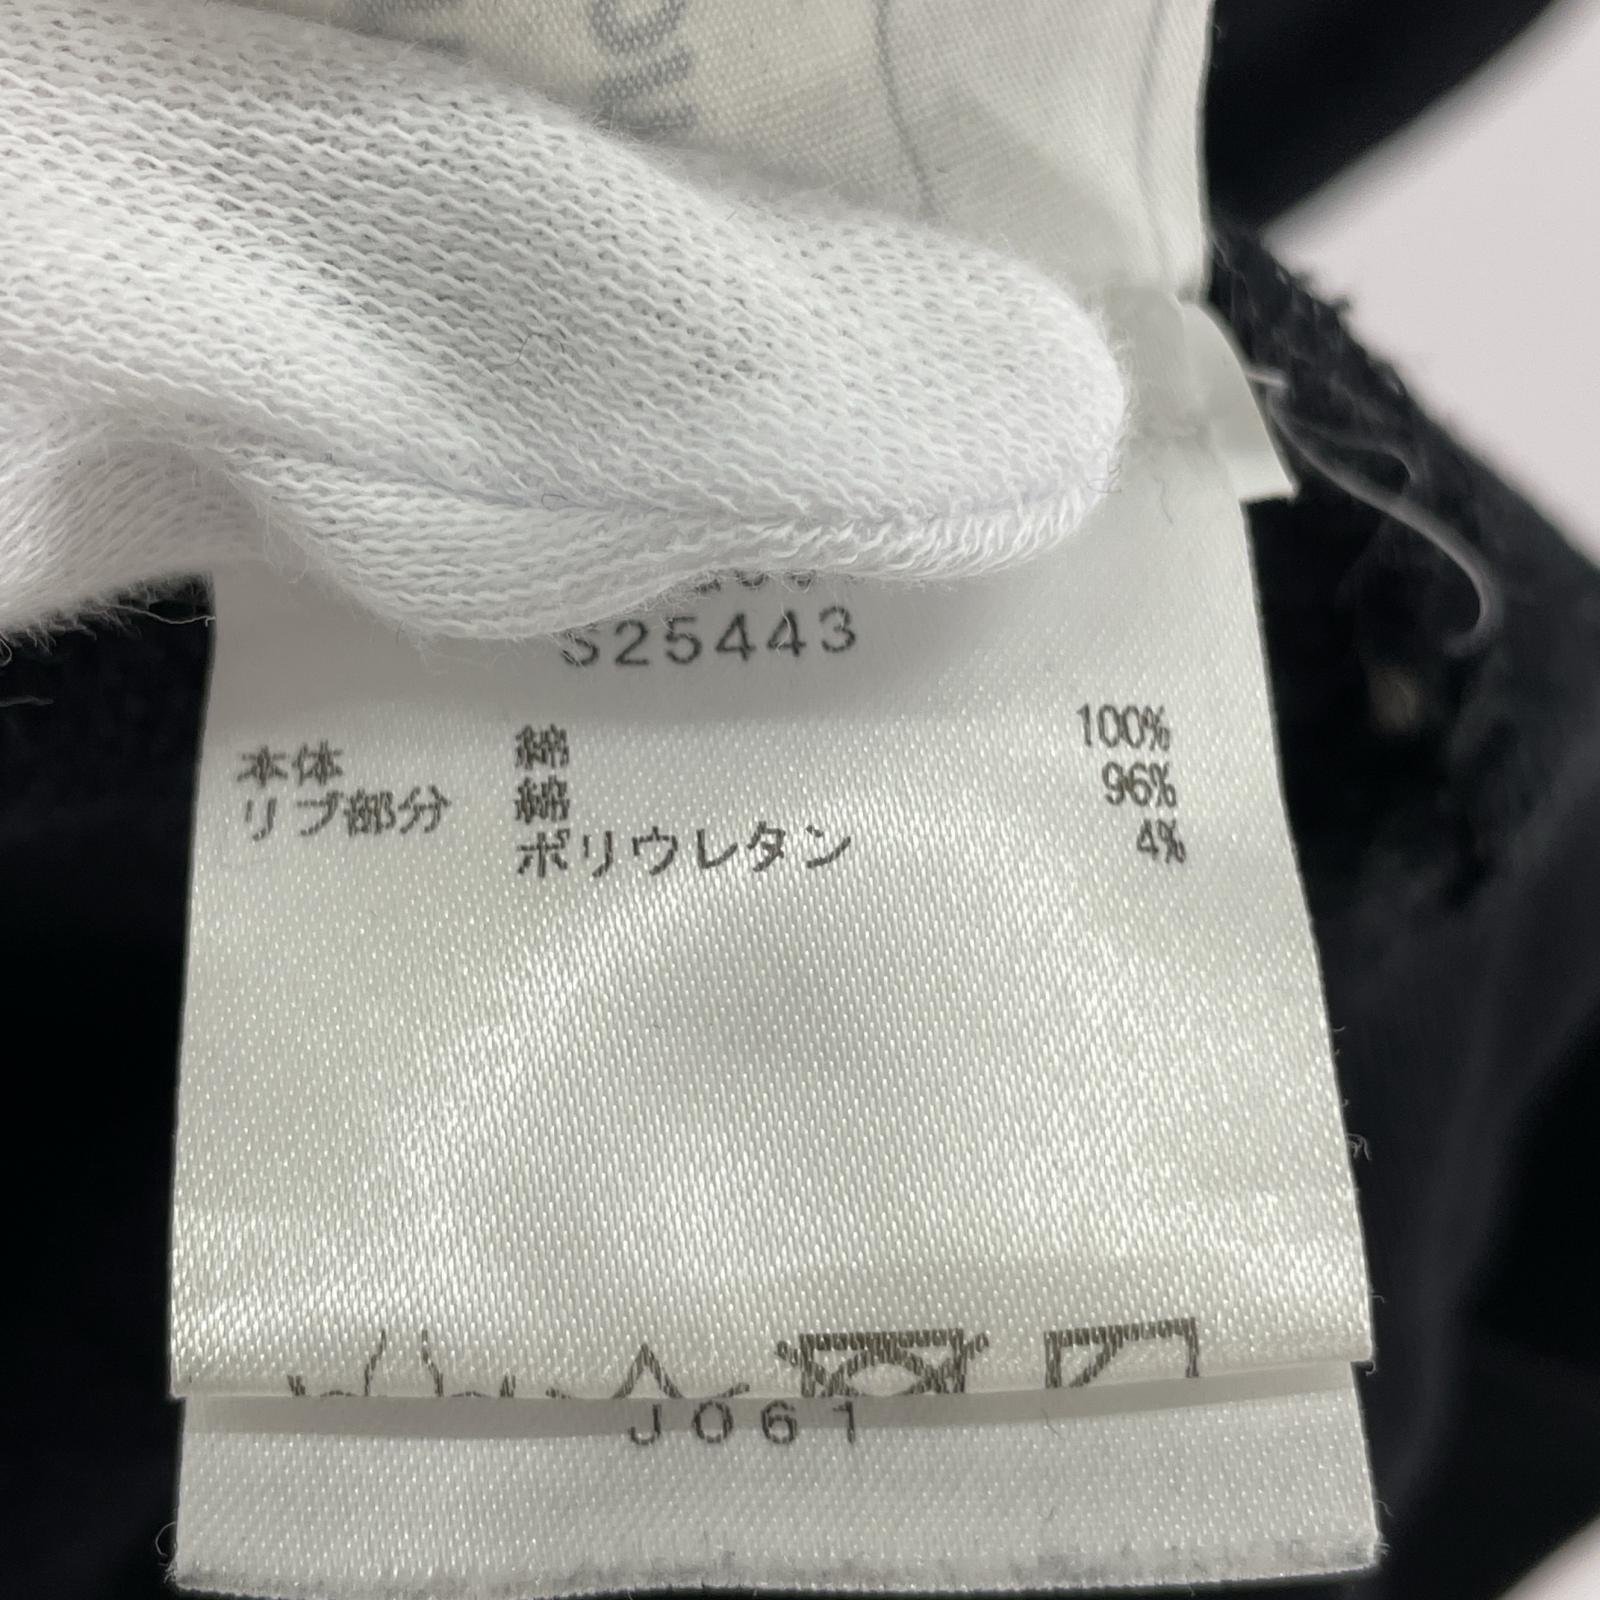 S25443
本体 綿 100%
リブ部分 綿 96%
ポリウレタン 4%
J061